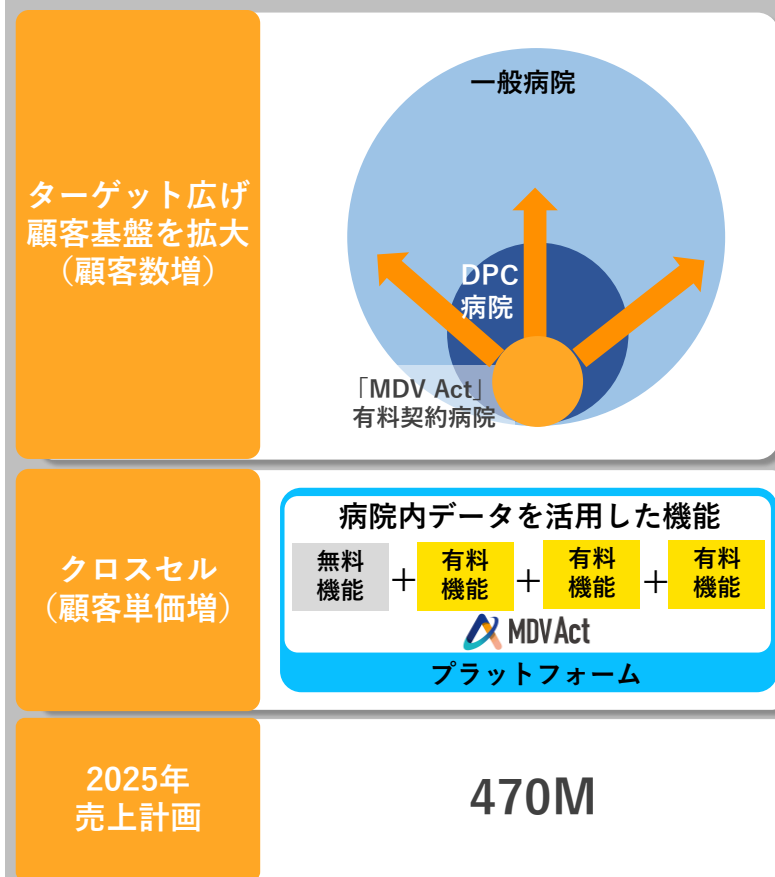 ターゲット広げ
顧客基盤を拡大
（顧客数増）
一般病院
DPC
病院
「MDV Act」
有料契約病院
クロスセル
（顧客単価増）
病院内データを活用した機能
無料
機能
+
有料
機能
+
有料
機能
+
有料
機能
MDV Act
プラットフォーム
2025年
売上計画
470M